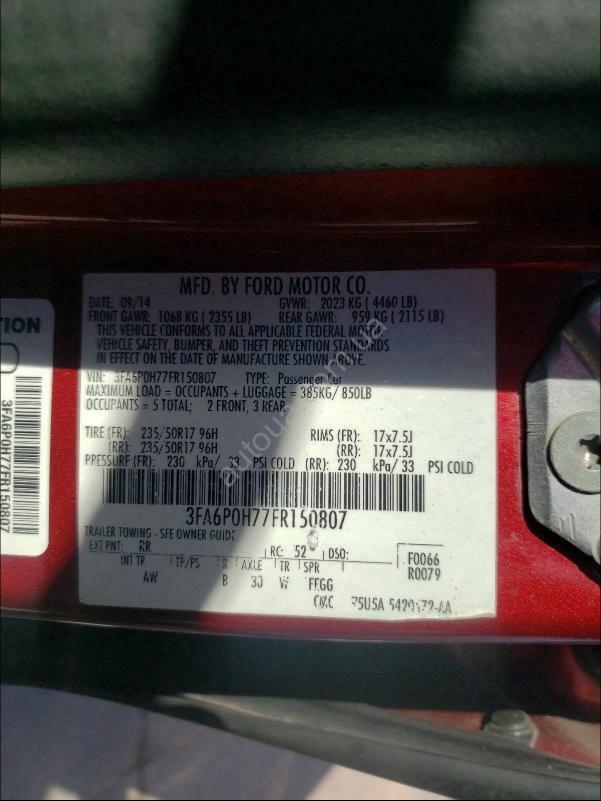 MFD. BY FORD MOTOR CO.
DATE: 09/14 GVWR: 2023 KG ( 4460 LB)
FRONT GAWR: 1068 KG ( 2355 LB) REAR GAWR: 959 KG ( 2115 LB)
THIS VEHICLE CONFORMS TO ALL APPLICABLE FEDERAL MOTOR
VEHICLE SAFETY, BUMPER, AND THEFT PREVENTION STANDARDS
IN EFFECT ON THE DATE OF MANUFACTURE SHOWN ABOVE.
VIN: 3FA6P0H77FR150807 TYPE: Passenger Car
MAXIMUM LOAD = OCCUPANTS + LUGGAGE = 385KG/ 850LB
OCCUPANTS = 5 TOTAL; 2 FRONT, 3 REAR
TIRE (FR): 235/50R17 96H RIMS (FR): 17x7.5J
(RR): 235/50R17 96H (RR): 17x7.5J
PRESSURE (FR): 230 kPa/ 33 PSI COLD (RR): 230 kPa/ 33 PSI COLD
3FA6P0H77FR150807
TRAILER TOWING - SEE OWNER GUIDE
EXT PNT: RR RC: 52 DSO: F0066
INT TR TP/PS R AXLE TR SPR R0079
AW B 30 W FFGG
CMC
TION
3FA6P0H77FR150807